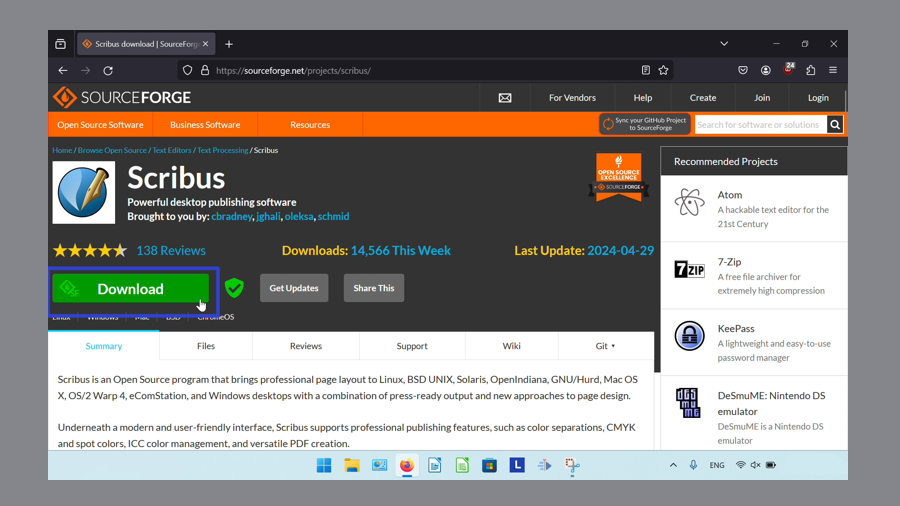 Scribus download | SourceForge
24
https://sourceforge.net/projects/scribus/
SOURCEFORGE
For Vendors
Help
Create
Join
Login
Open Source Software
Business Software
Resources
Sync your GitHub Project
to SourceForge
Search for software or solutions
Home / Browse Open Source / Text Editors / Text Processing / Scribus
Scribus
Powerful desktop publishing software
Brought to you by: cbradney, jghali, oleksa, schmid
OPEN SOURCE
EXCELLENCE
SOURCEFORGE
138 Reviews
Downloads: 14,566 This Week
Last Update: 2024-04-29
Download
Get Updates
Share This
Linux
Windows
Mac
BSD
ChromeOS
Summary
Files
Reviews
Support
Wiki
Git
Scribus is an Open Source program that brings professional page layout to Linux, BSD UNIX, Solaris, OpenIndiana, GNU/Hurd, Mac OS
X, OS/2 Warp 4, eComStation, and Windows desktops with a combination of press-ready output and new approaches to page design.
Underneath a modern and user-friendly interface, Scribus supports professional publishing features, such as color separations, CMYK
and spot colors, ICC color management, and versatile PDF creation.
Recommended Projects
Atom
A hackable text editor for the
21st Century
7ZIP
7-Zip
A free file archiver for
extremely high compression
KeePass
A lightweight and easy-to-use
password manager
DeSmuME: Nintendo DS
emulator
DeSmuME is a Nintendo DS
emulator
L
ENG